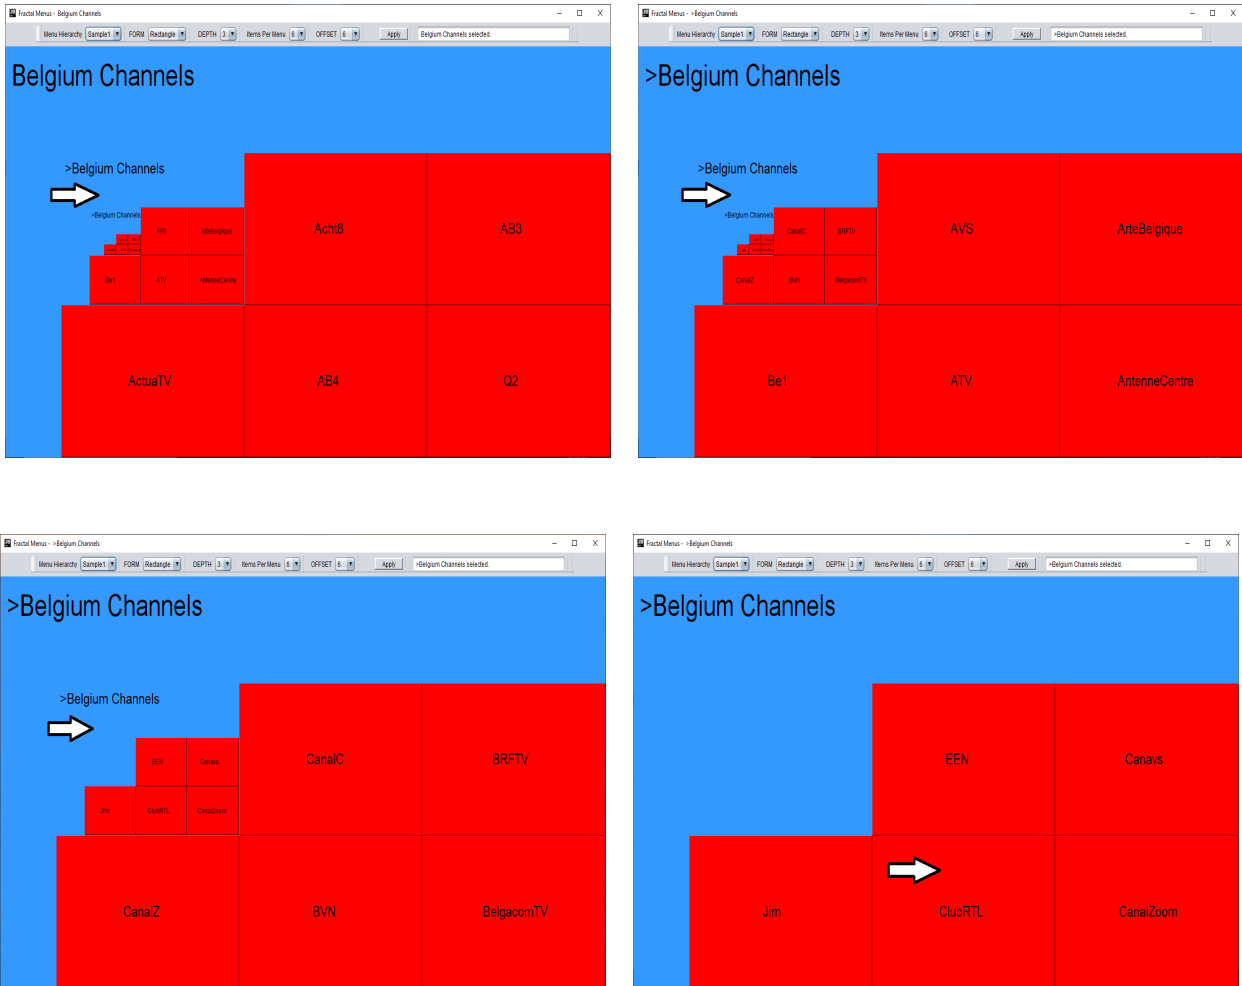 Fractal Menus - Belgium Channels
Menu Hierarchy Sample1 FORM Rectangle DEPTH 3 Items Per Menu 6 OFFSET 6 Apply Belgium Channels selected.
Belgium Channels
>Belgium Channels
>Belgium Channels
AVS ArteBelgique
Be1 ATV AntenneCentre
Acht8 AB3
ActuaTV AB4 Q2
Fractal Menus - >Belgium Channels
Menu Hierarchy Sample1 FORM Rectangle DEPTH 3 Items Per Menu 6 OFFSET 6 Apply >Belgium Channels selected.
>Belgium Channels
>Belgium Channels
>Belgium Channels
CanalC BRFTV
CanalZ BVN BelgacomTV
AVS ArteBelgique
Be1 ATV AntenneCentre
Fractal Menus - >Belgium Channels
Menu Hierarchy Sample1 FORM Rectangle DEPTH 3 Items Per Menu 6 OFFSET 6 Apply >Belgium Channels selected.
>Belgium Channels
>Belgium Channels
EEN Canavs
Jim ClubRTL CanalZoom
CanalC BRFTV
CanalZ BVN BelgacomTV
Fractal Menus - >Belgium Channels
Menu Hierarchy Sample1 FORM Rectangle DEPTH 3 Items Per Menu 6 OFFSET 6 Apply >Belgium Channels selected.
>Belgium Channels
EEN Canavs
Jim ClubRTL CanalZoom